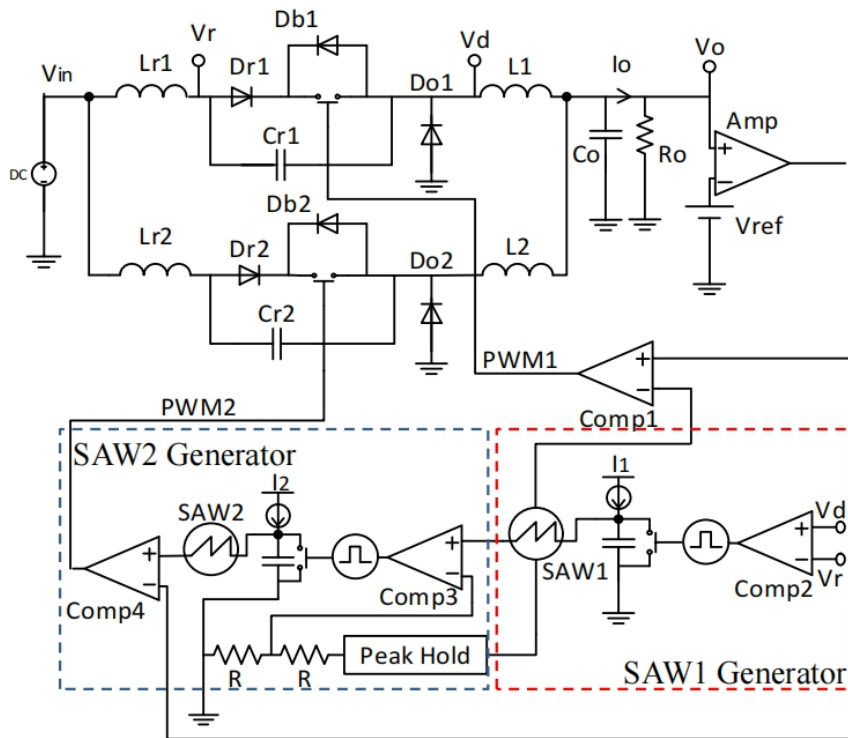 Db1
Vr
Vd
Lr1
Dr1
Do1
L1
Io
Vo
Vin
Amp
Cr1
Co
Ro
DC
Db2
Vref
Lr2
Dr2
Do2
L2
Cr2
PWM1
PWM2
Comp1
SAW2 Generator
I1
I2
SAW2
Vd
SAW1
Vr
Comp4
Comp3
Comp2
Peak Hold
R
R
SAW1 Generator